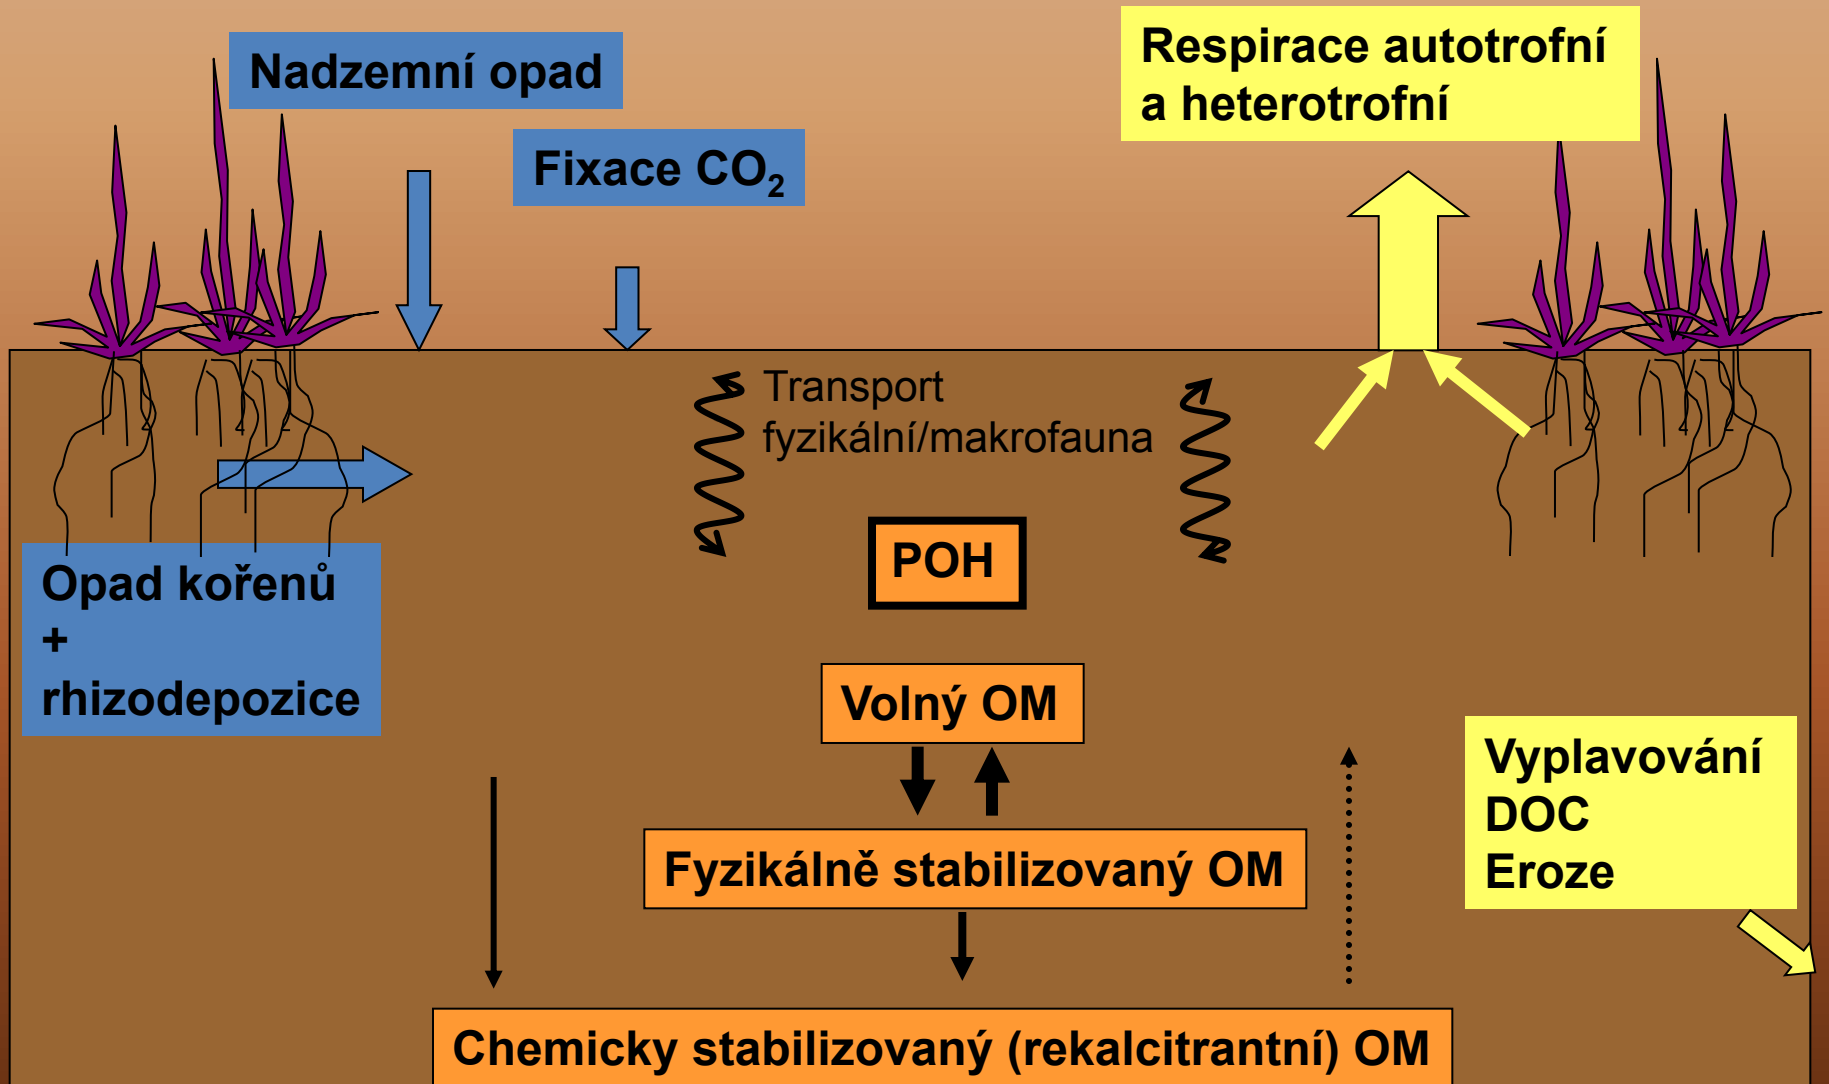 Nadzemní opad
Fixace CO₂
Respirace autotrofní
a heterotrofní
Transport
fyzikální/makrofauna
POH
Opad kořenů
+
rhizodepozice
Volný OM
Fyzikálně stabilizovaný OM
Vyplavování
DOC
Eroze
Chemicky stabilizovaný (rekalcitrantní) OM